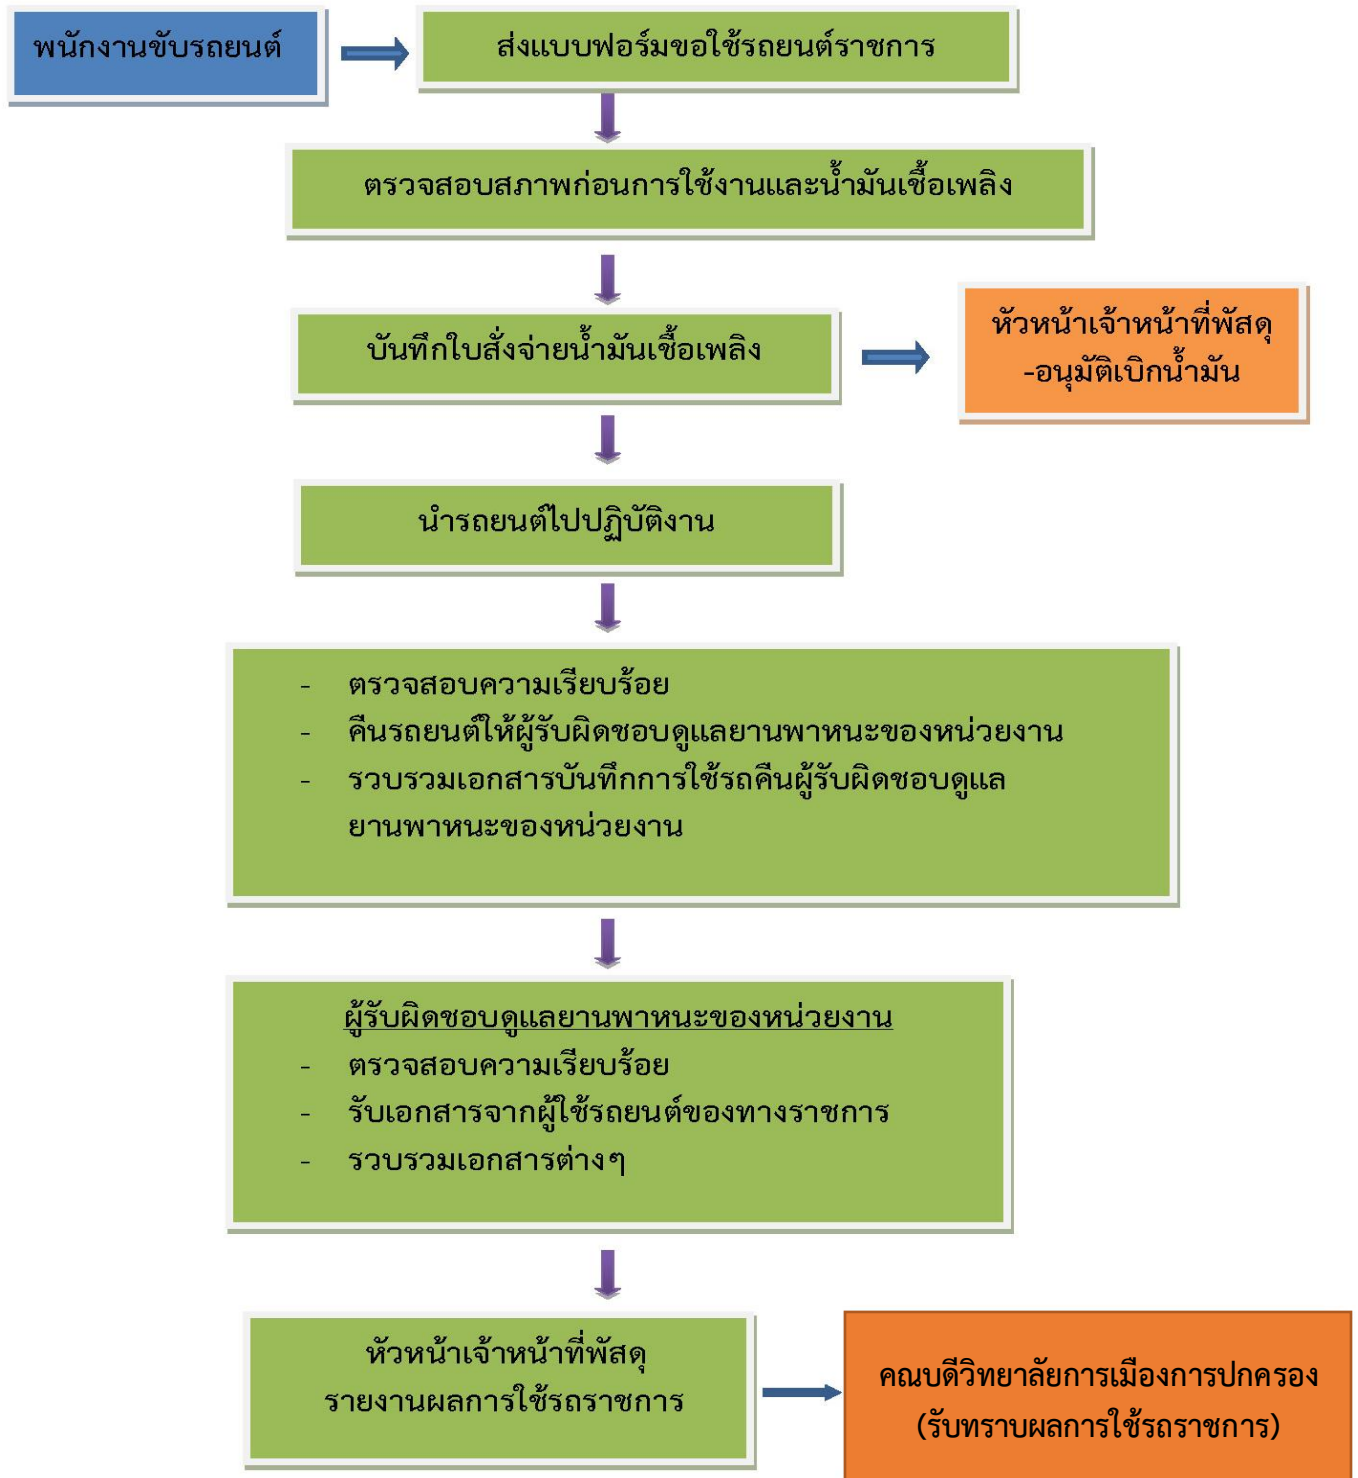 พนักงานขับรถยนต์
ส่งแบบฟอร์มขอใช้รถยนต์ราชการ
ตรวจสอบสภาพก่อนการใช้งานและน้ำมันเชื้อเพลิง
บันทึกใบสั่งจ่ายน้ำมันเชื้อเพลิง
หัวหน้าเจ้าหน้าที่พัสดุ
-อนุมัติเบิกน้ำมัน
นำรถยนต์ไปปฏิบัติงาน
- ตรวจสอบความเรียบร้อย
- คืนรถยนต์ให้ผู้รับผิดชอบดูแลยานพาหนะของหน่วยงาน
- รวบรวมเอกสารบันทึกการใช้รถคืนผู้รับผิดชอบดูแล
ยานพาหนะของหน่วยงาน
ผู้รับผิดชอบดูแลยานพาหนะของหน่วยงาน
- ตรวจสอบความเรียบร้อย
- รับเอกสารจากผู้ใช้รถยนต์ของทางราชการ
- รวบรวมเอกสารต่างๆ
หัวหน้าเจ้าหน้าที่พัสดุ
รายงานผลการใช้รถราชการ
คณบดีวิทยาลัยการเมืองการปกครอง
(รับทราบผลการใช้รถราชการ)